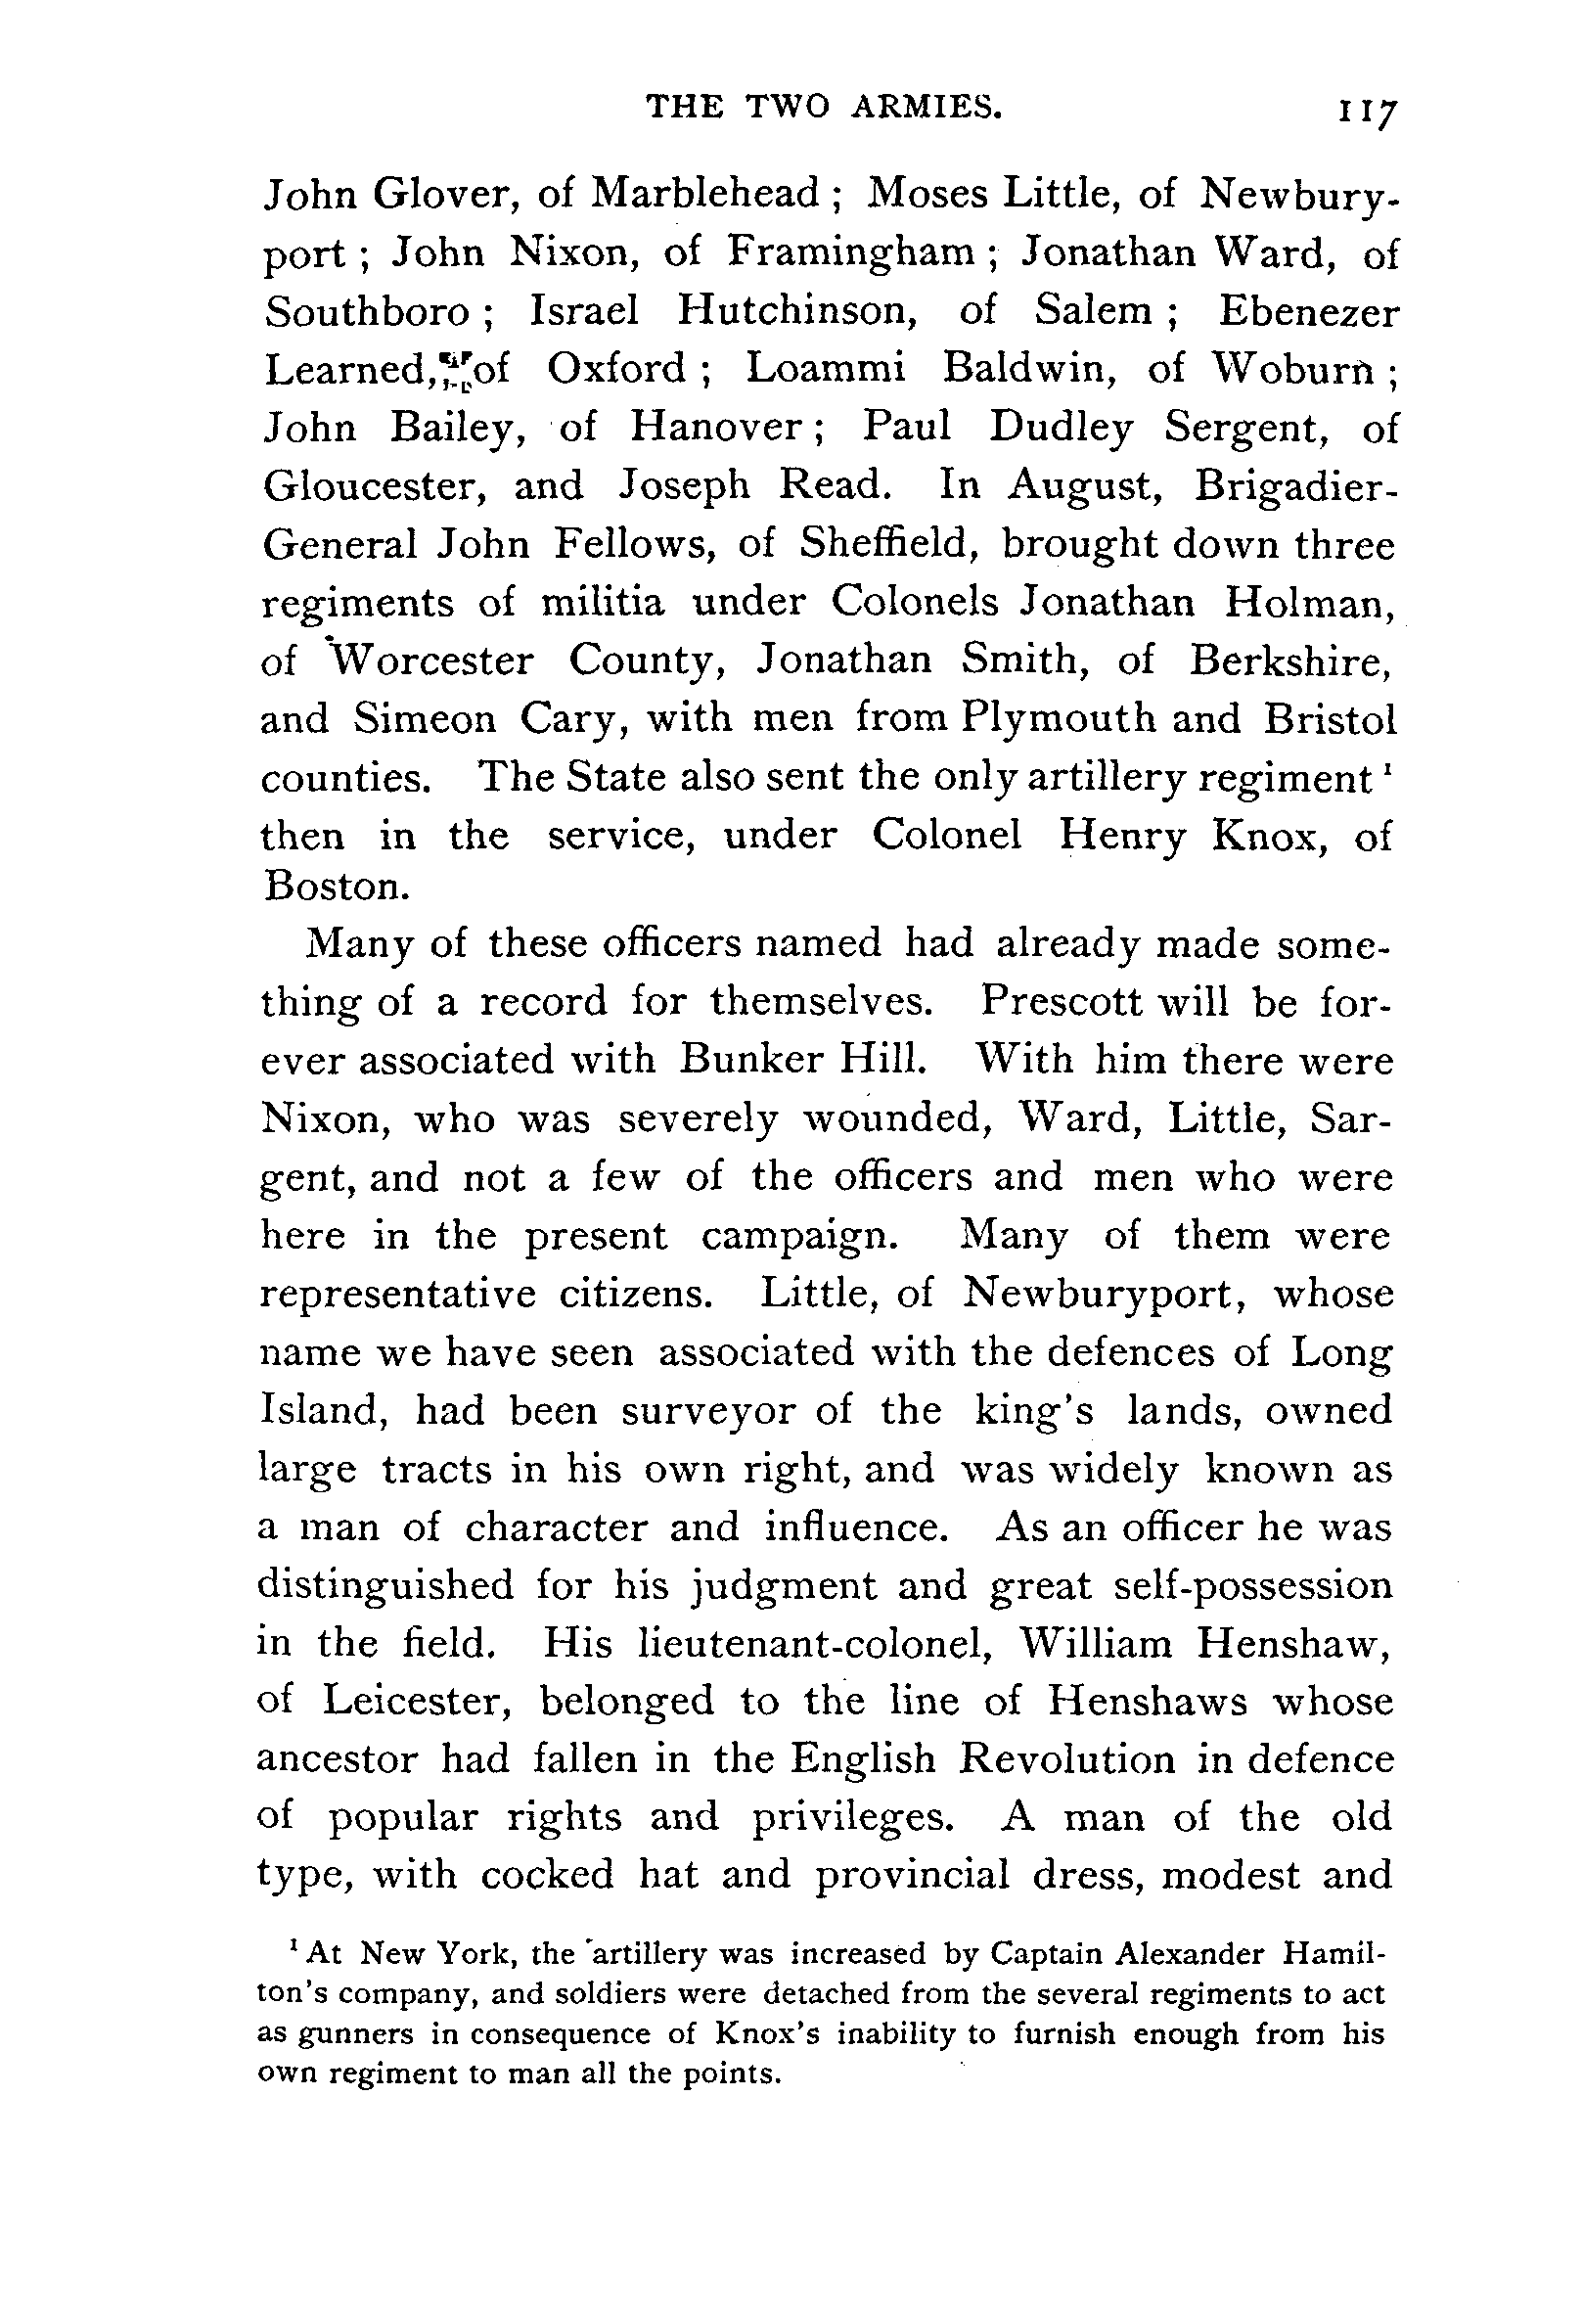 THE TWO ARMIES. 117
John Glover, of Marblehead ; Moses Little, of Newbury-
port ; John Nixon, of Framingham ; Jonathan Ward, of
Southboro ; Israel Hutchinson, of Salem ; Ebenezer
Learned, of Oxford ; Loammi Baldwin, of Woburn ;
John Bailey, of Hanover ; Paul Dudley Sergent, of
Gloucester, and Joseph Read. In August, Brigadier-
General John Fellows, of Sheffield, brought down three
regiments of militia under Colonels Jonathan Holman,
of Worcester County, Jonathan Smith, of Berkshire,
and Simeon Cary, with men from Plymouth and Bristol
counties. The State also sent the only artillery regiment ¹
then in the service, under Colonel Henry Knox, of
Boston.
Many of these officers named had already made some-
thing of a record for themselves. Prescott will be for-
ever associated with Bunker Hill. With him there were
Nixon, who was severely wounded, Ward, Little, Sar-
gent, and not a few of the officers and men who were
here in the present campaign. Many of them were
representative citizens. Little, of Newburyport, whose
name we have seen associated with the defences of Long
Island, had been surveyor of the king's lands, owned
large tracts in his own right, and was widely known as
a man of character and influence. As an officer he was
distinguished for his judgment and great self-possession
in the field. His lieutenant-colonel, William Henshaw,
of Leicester, belonged to the line of Henshaws whose
ancestor had fallen in the English Revolution in defence
of popular rights and privileges. A man of the old
type, with cocked hat and provincial dress, modest and
¹ At New York, the artillery was increased by Captain Alexander Hamil-
ton's company, and soldiers were detached from the several regiments to act
as gunners in consequence of Knox's inability to furnish enough from his
own regiment to man all the points.